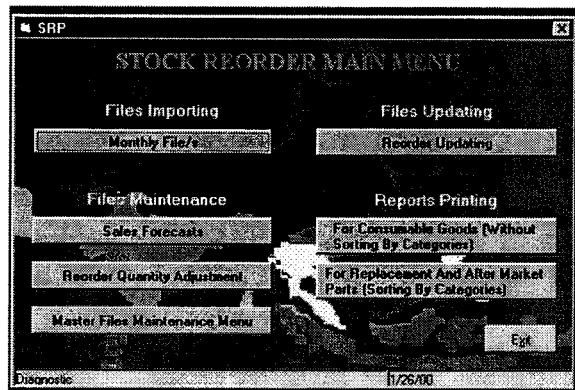 SRP
STOCK REORDER MAIN MENU
Files Importing
Monthly File/s
Files Updating
Reorder Updating
Files Maintenance
Sales Forecasts
Reorder Quantity Adjustment
Master Files Maintenance Menu
Reports Printing
For Consumable Goods (Without
Sorting By Categories)
For Replacement And After Market
Parts (Sorting By Categories)
Exit
Diagnostic
1/26/00